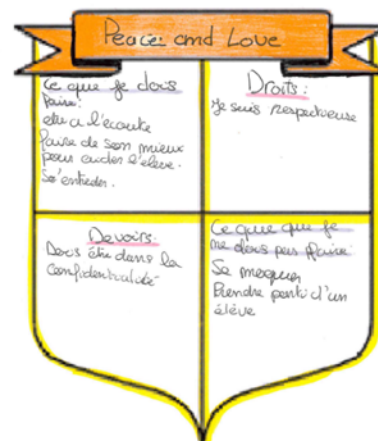 Peace and Love
Ce que je dois
faire:
être à l'écoute
faire de son mieux
pour aider l'élève.
S'entraider.
Droits:
Je suis respectueuse
Devoirs:
Dois être dans la
confidentialité
Ce que que je
ne dois pas faire:
Se moquer
Prendre parti d'un
élève